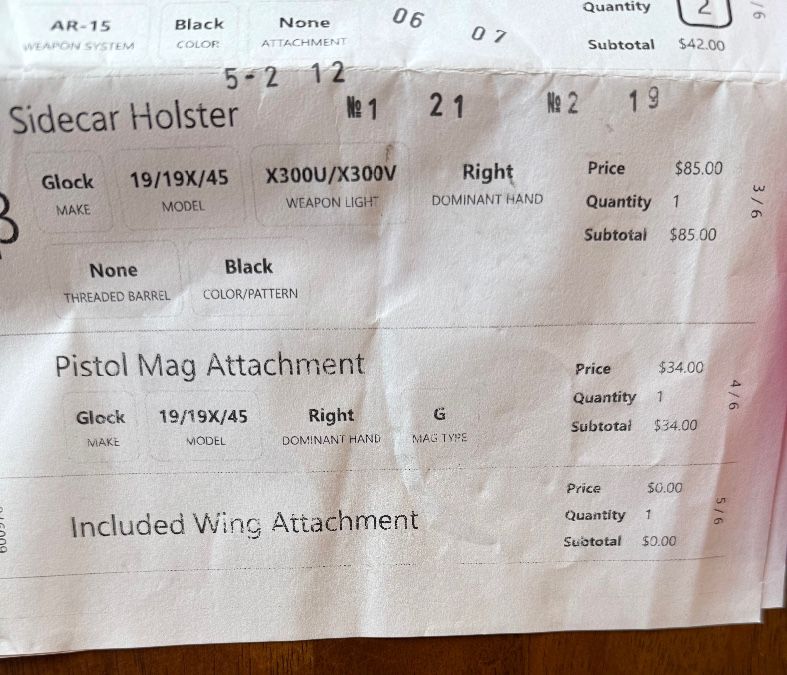 AR-15 Black None 06 07 Quantity 2
WEAPON SYSTEM COLOR ATTACHMENT Subtotal $42.00
5-2 12
Sidecar Holster № 1 21 № 2 19
Glock 19/19X/45 X300U/X300V Right Price $85.00
MAKE MODEL WEAPON LIGHT DOMINANT HAND Quantity 1
Subtotal $85.00
3/6
None Black
THREADED BARREL COLOR/PATTERN
Pistol Mag Attachment Price $34.00
Quantity 1
4/6
Glock 19/19X/45 Right G Subtotal $34.00
MAKE MODEL DOMINANT HAND MAG TYPE
Price $0.00
Included Wing Attachment Quantity 1
5/6
Subtotal $0.00